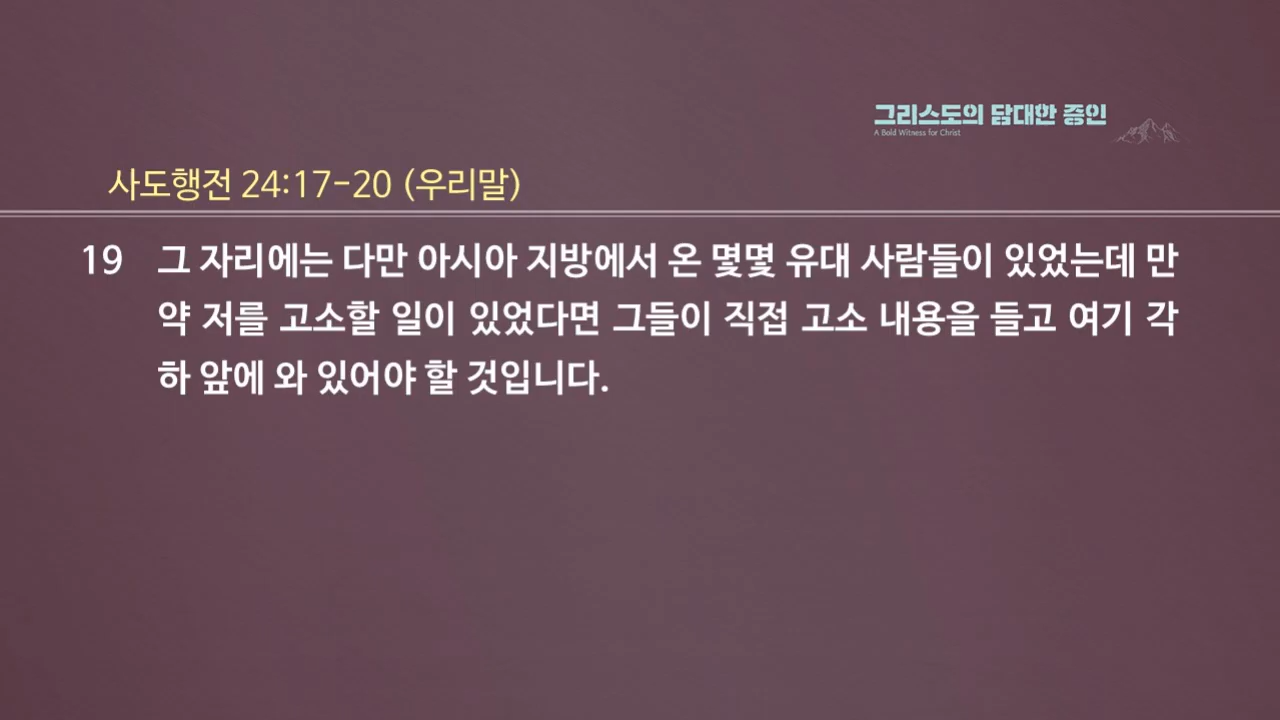 그리스도의 담대한 증인
A Bold Witness for Christ
사도행전 24:17-20 (우리말)
19 그 자리에는 다만 아시아 지방에서 온 몇몇 유대 사람들이 있었는데 만
약 저를 고소할 일이 있었다면 그들이 직접 고소 내용을 들고 여기 각
하 앞에 와 있어야 할 것입니다.